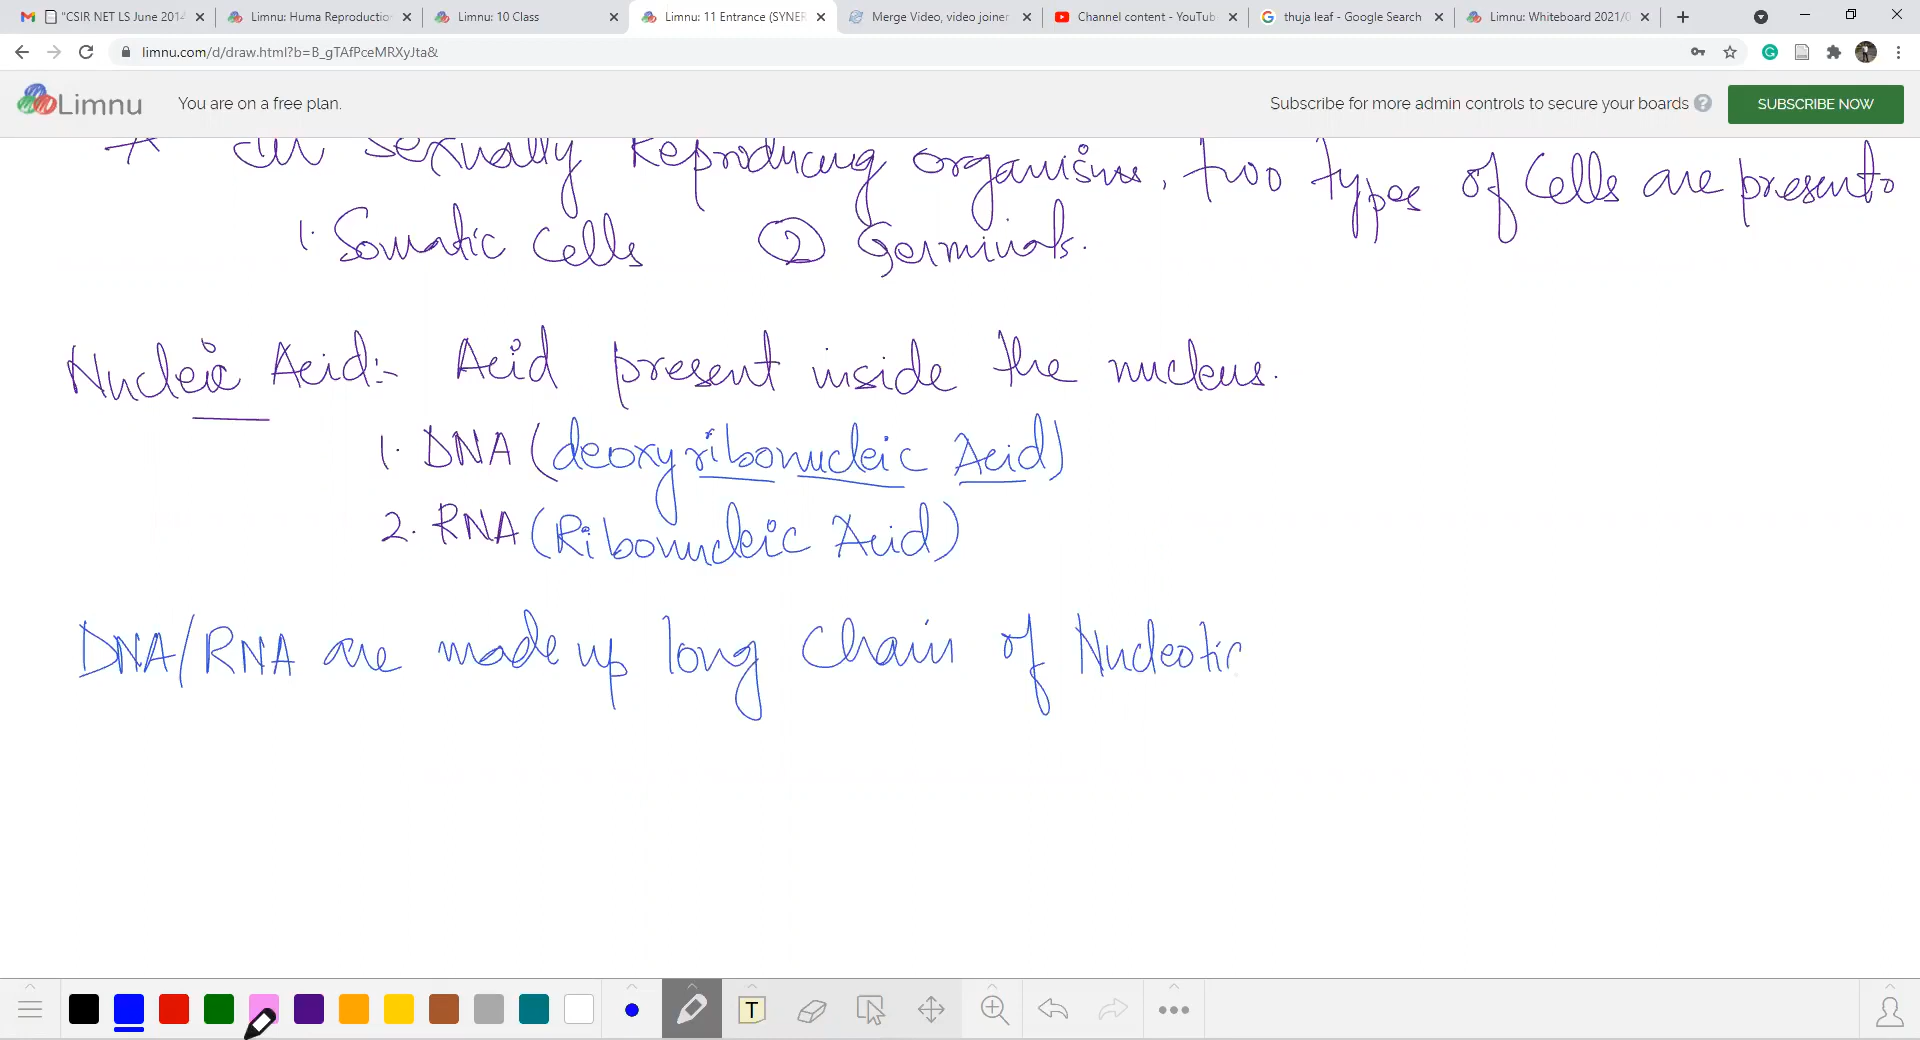 "CSIR NET LS June 2014
Limnu: Huma Reproductio
Limnu: 10 Class
Limnu: 11 Entrance (SYNER
Merge Video, video joiner
Channel content - YouTub
thuja leaf - Google Search
Limnu: Whiteboard 2021/0
limnu.com/d/draw.html?b=B_gTAfPceMRXyJta&
Limnu
You are on a free plan.
Subscribe for more admin controls to secure your boards ?
SUBSCRIBE NOW
In Sexually Reproducing organisms, two types of Cells are present
1. Somatic Cells ② Germinals.
Nucleic Acid:- Acid present inside the nucleus.
1. DNA (deoxyribonucleic Acid)
2. RNA (Ribonucleic Acid)
DNA/RNA are made up long Chain of Nucleotic
T